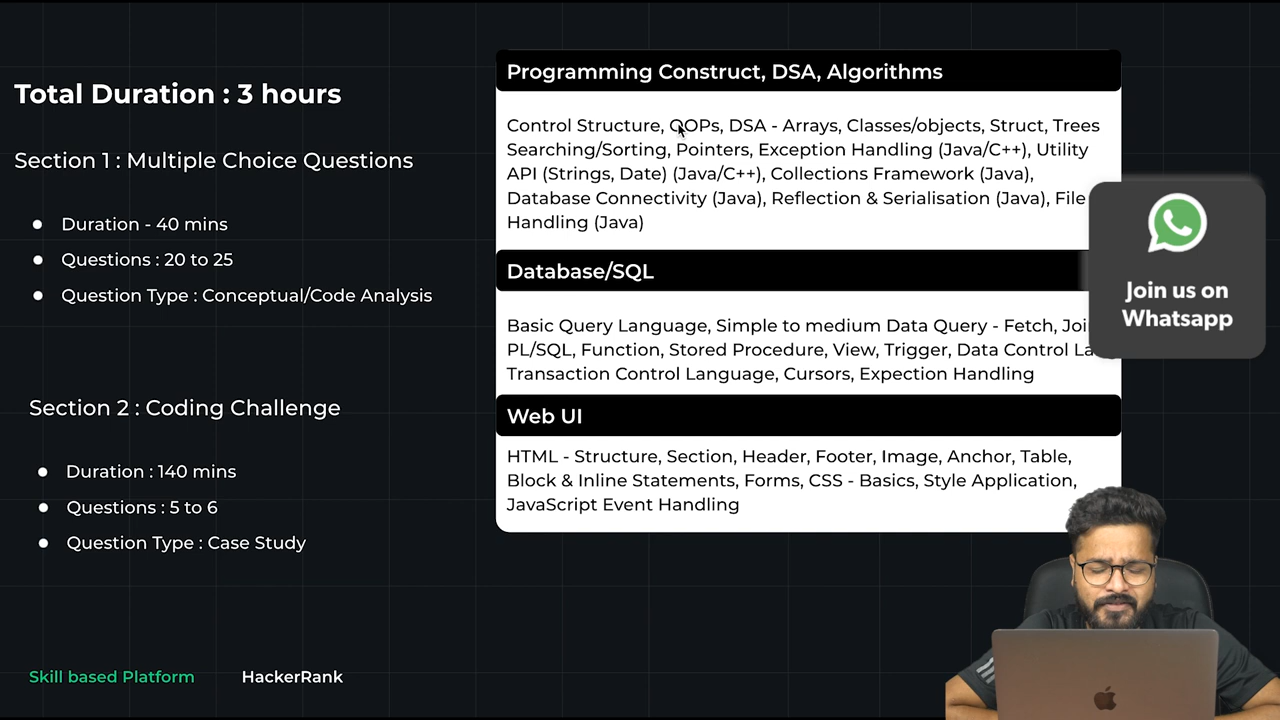 Total Duration : 3 hours
Section 1 : Multiple Choice Questions
Duration - 40 mins
Questions : 20 to 25
Question Type : Conceptual/Code Analysis
Section 2 : Coding Challenge
Duration : 140 mins
Questions : 5 to 6
Question Type : Case Study
Skill based Platform
HackerRank
Programming Construct, DSA, Algorithms
Control Structure, OOPs, DSA - Arrays, Classes/objects, Struct, Trees
Searching/Sorting, Pointers, Exception Handling (Java/C++), Utility
API (Strings, Date) (Java/C++), Collections Framework (Java),
Database Connectivity (Java), Reflection & Serialisation (Java), File
Handling (Java)
Database/SQL
Basic Query Language, Simple to medium Data Query - Fetch,
PL/SQL, Function, Stored Procedure, View, Trigger, Data Control
Transaction Control Language, Cursors, Expection Handling
Web UI
HTML - Structure, Section, Header, Footer, Image, Anchor, Table,
Block & Inline Statements, Forms, CSS - Basics, Style Application,
JavaScript Event Handling
Join us on
Whatsapp